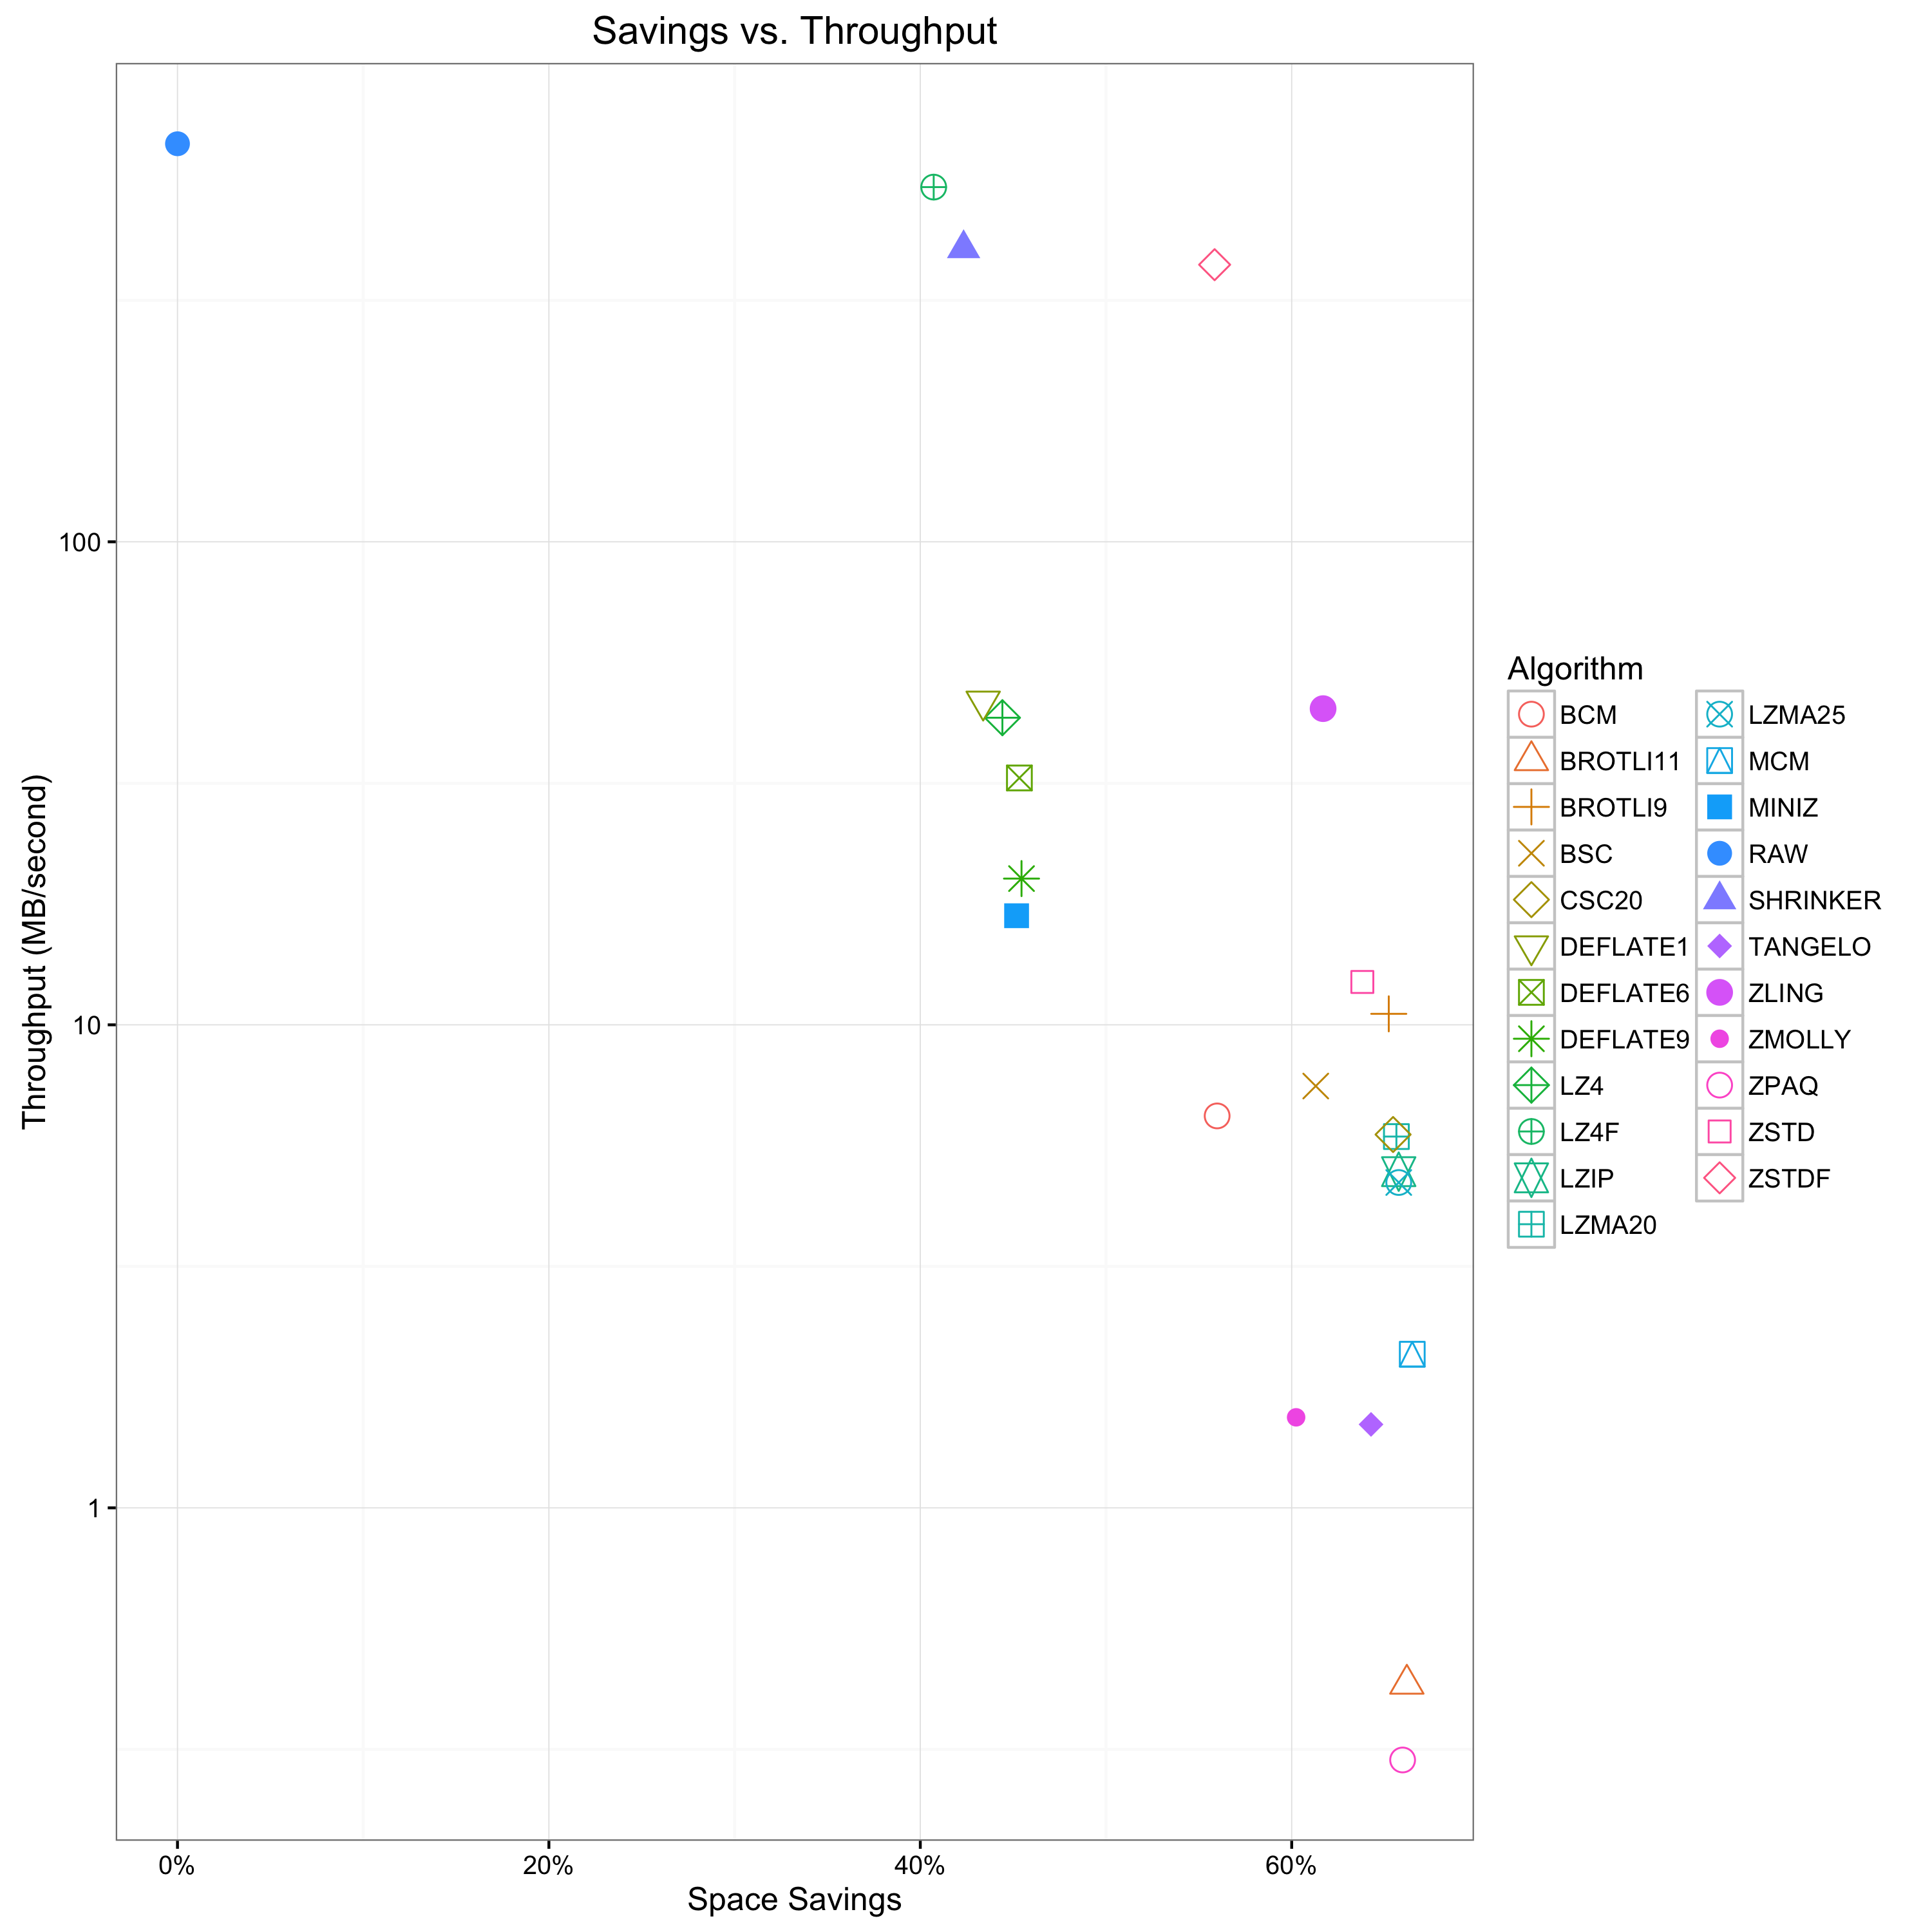 Savings vs. Throughput
Throughput (MB/second)
100
10
1
0%
20%
40%
60%
Space Savings
Algorithm
BCM
BROTLI11
BROTLI9
BSC
CSC20
DEFLATE1
DEFLATE6
DEFLATE9
LZ4
LZ4F
LZIP
LZMA20
LZMA25
MCM
MINIZ
RAW
SHRINKER
TANGELO
ZLING
ZMOLLY
ZPAQ
ZSTD
ZSTDF